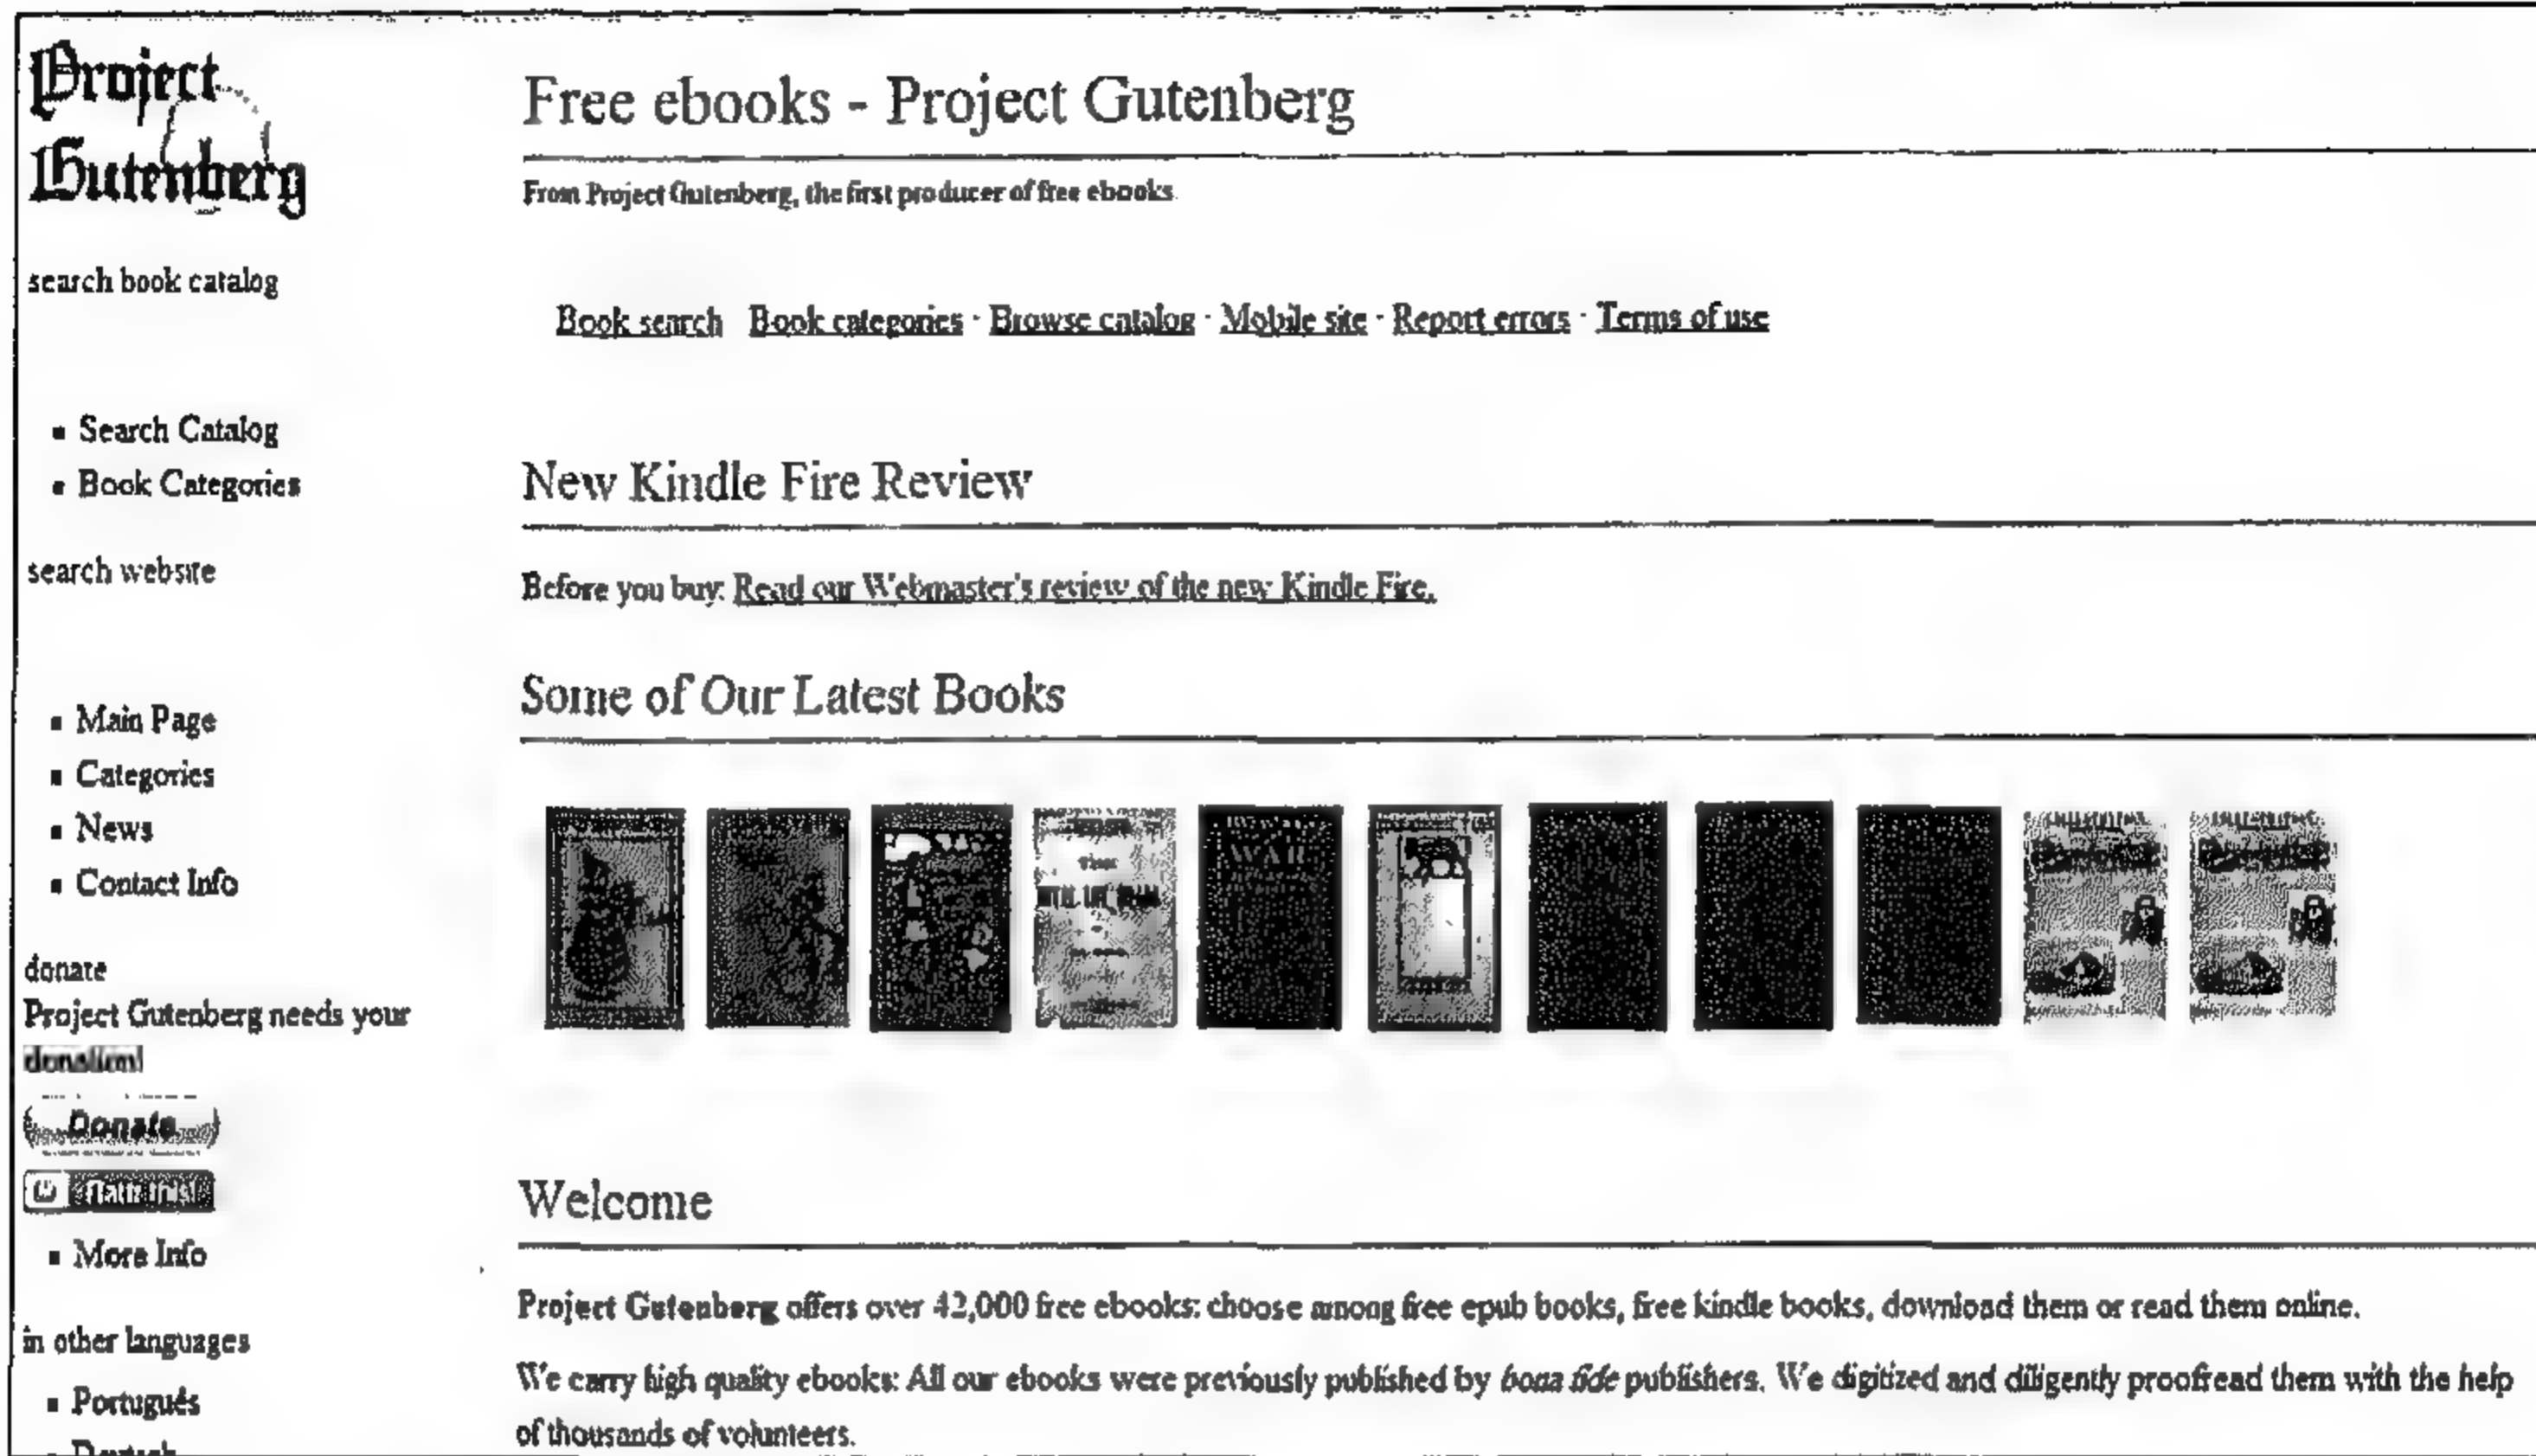 Project
Gutenberg
search book catalog
Search Catalog
Book Categories
search website
Main Page
Categories
News
Contact Info
donate
Project Gutenberg needs your
donation!
Donate
Flattr this!
More Info
in other languages
Português
Deutsch
Free ebooks - Project Gutenberg
From Project Gutenberg, the first producer of free ebooks.
Book search Book categories · Browse catalog · Mobile site · Report errors · Terms of use
New Kindle Fire Review
Before you buy: Read our Webmaster's review of the new Kindle Fire.
Some of Our Latest Books
WAR
Welcome
Project Gutenberg offers over 42,000 free ebooks: choose among free epub books, free kindle books, download them or read them online.
We carry high quality ebooks: All our ebooks were previously published by bona fide publishers. We digitized and diligently proofread them with the help
of thousands of volunteers.